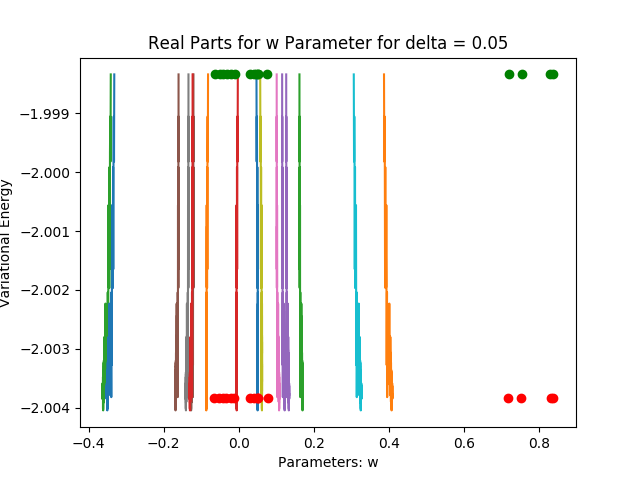 Real Parts for w Parameter for delta = 0.05
Variational Energy
−1.999
−2.000
−2.001
−2.002
−2.003
−2.004
−0.4 −0.2 0.0 0.2 0.4 0.6 0.8
Parameters: w